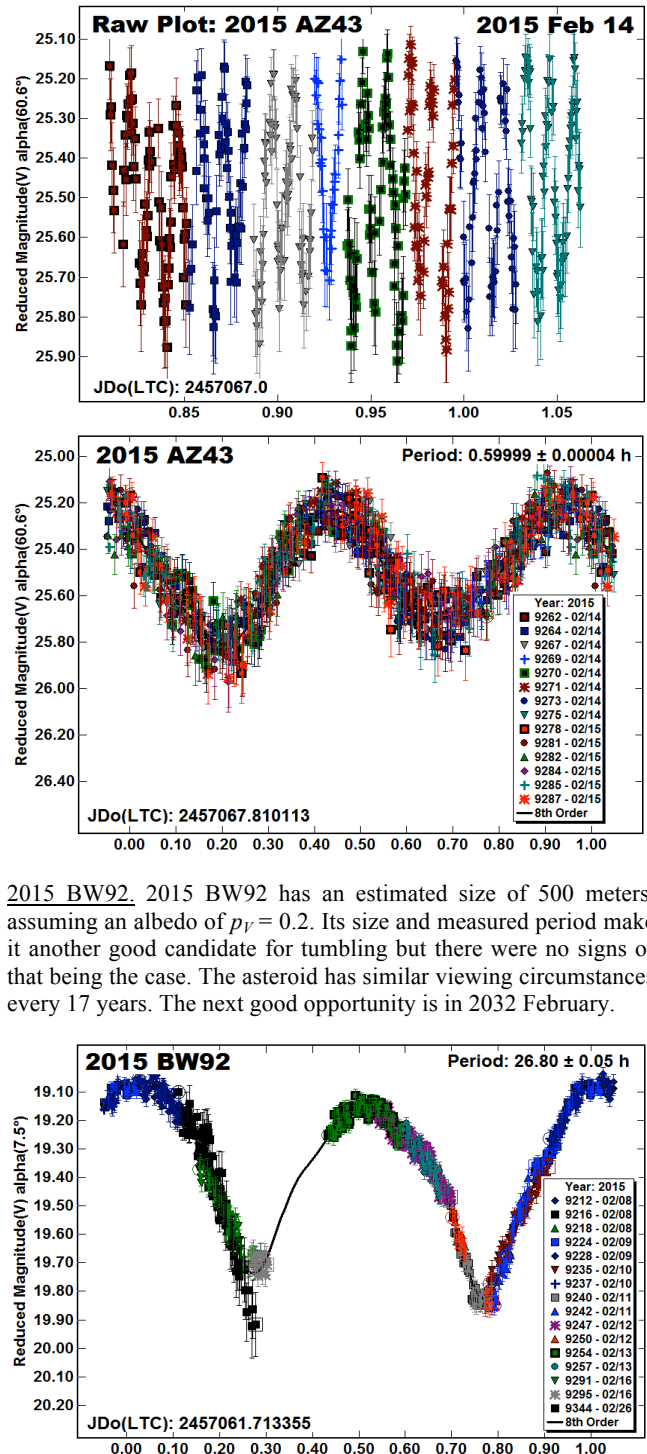 Raw Plot: 2015 AZ43 2015 Feb 14
Reduced Magnitude(V) alpha(60.6°)
25.10
25.20
25.30
25.40
25.50
25.60
25.70
25.80
25.90
JDo(LTC): 2457067.0
0.85 0.90 0.95 1.00 1.05
2015 AZ43 Period: 0.59999 ± 0.00004 h
Reduced Magnitude(V) alpha(60.6°)
25.00
25.20
25.40
25.60
25.80
26.00
26.20
26.40
Year: 2015
9262 - 02/14
9264 - 02/14
9267 - 02/14
9269 - 02/14
9270 - 02/14
9271 - 02/14
9273 - 02/14
9275 - 02/14
9278 - 02/15
9281 - 02/15
9282 - 02/15
9284 - 02/15
9285 - 02/15
9287 - 02/15
8th Order
JDo(LTC): 2457067.810113
0.00 0.10 0.20 0.30 0.40 0.50 0.60 0.70 0.80 0.90 1.00
2015 BW92. 2015 BW92 has an estimated size of 500 meters
assuming an albedo of pV = 0.2. Its size and measured period make
it another good candidate for tumbling but there were no signs o
that being the case. The asteroid has similar viewing circumstances
every 17 years. The next good opportunity is in 2032 February.
2015 BW92 Period: 26.80 ± 0.05 h
Reduced Magnitude(V) alpha(7.5°)
19.10
19.20
19.30
19.40
19.50
19.60
19.70
19.80
19.90
20.00
20.10
20.20
Year: 2015
9212 - 02/08
9216 - 02/08
9218 - 02/08
9224 - 02/09
9228 - 02/09
9235 - 02/10
9237 - 02/10
9240 - 02/11
9242 - 02/11
9247 - 02/12
9250 - 02/12
9254 - 02/13
9257 - 02/13
9291 - 02/16
9295 - 02/16
9344 - 02/26
8th Order
JDo(LTC): 2457061.713355
0.00 0.10 0.20 0.30 0.40 0.50 0.60 0.70 0.80 0.90 1.00